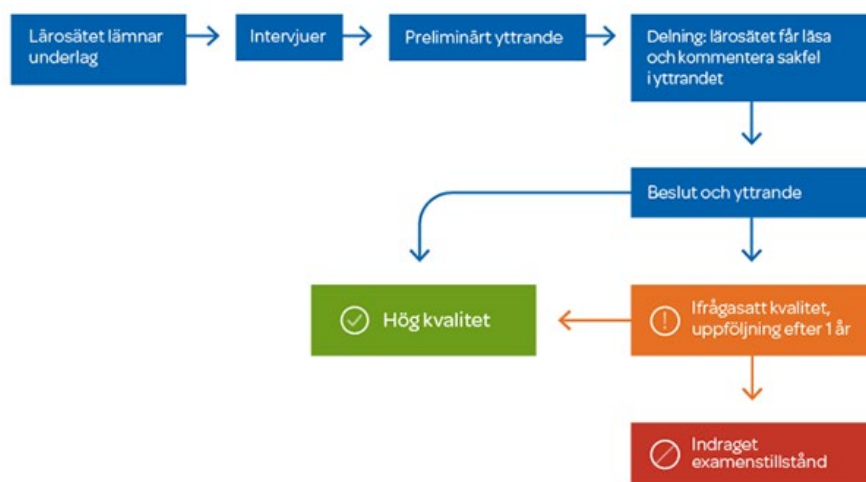 Lärosätet lämnar
underlag
Intervjuer
Preliminärt yttrande
Delning: lärosätet får läsa
och kommentera sakfel
i yttrandet
Beslut och yttrande
Hög kvalitet
Ifrågasatt kvalitet,
uppföljning efter 1 år
Indraget
examenstillstånd